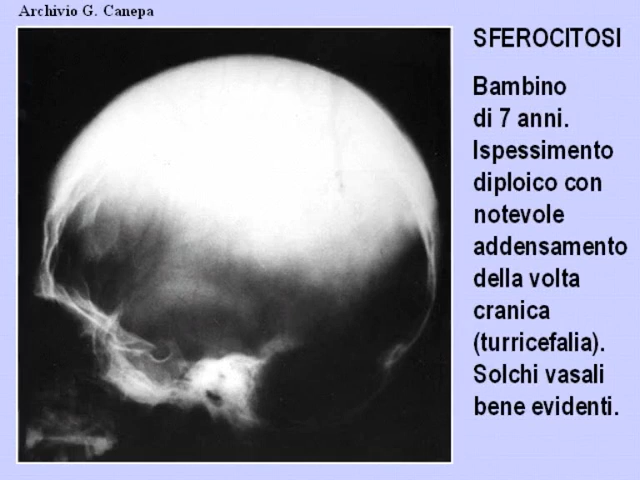 Archivio G. Canepa
SFEROCITOSI
Bambino
di 7 anni.
Ispessimento
diploico con
notevole
addensamento
della volta
cranica
(turricefalia).
Solchi vasali
bene evidenti.